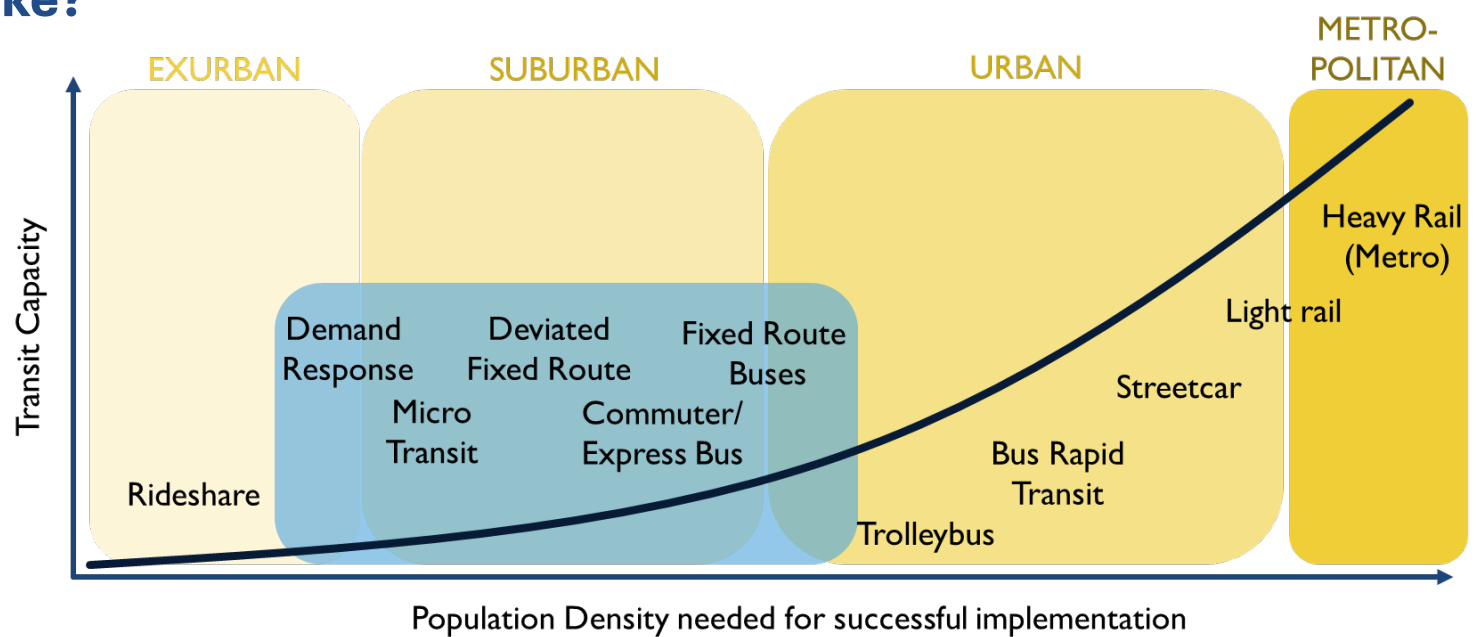 ke?
EXURBAN
SUBURBAN
URBAN
METRO-
POLITAN
Transit Capacity
Demand
Response
Deviated
Fixed Route
Fixed Route
Buses
Micro
Transit
Commuter/
Express Bus
Rideshare
Trolleybus
Bus Rapid
Transit
Streetcar
Light rail
Heavy Rail
(Metro)
Population Density needed for successful implementation